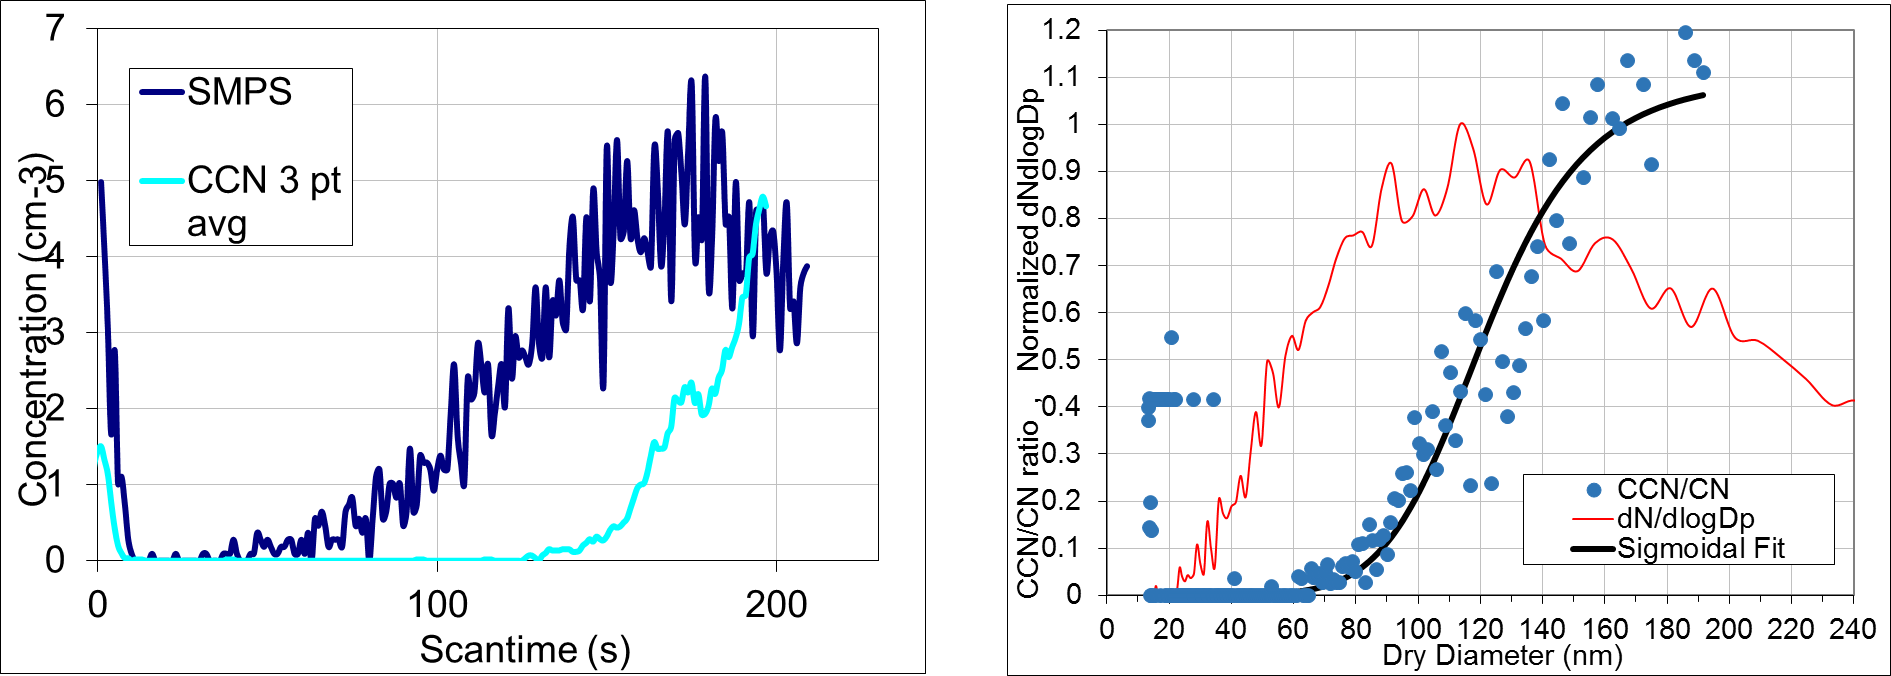 7
6
5
4
3
2
1
0
Concentration (cm-3)
SMPS
CCN 3 pt
avg
0 100 200
Scantime (s)
1.2
1.1
1
0.9
0.8
0.7
0.6
0.5
0.4
0.3
0.2
0.1
0
CCN/CN ratio , Normalized dNdlogDp
CCN/CN
dN/dlogDp
Sigmoidal Fit
0 20 40 60 80 100 120 140 160 180 200 220 240
Dry Diameter (nm)